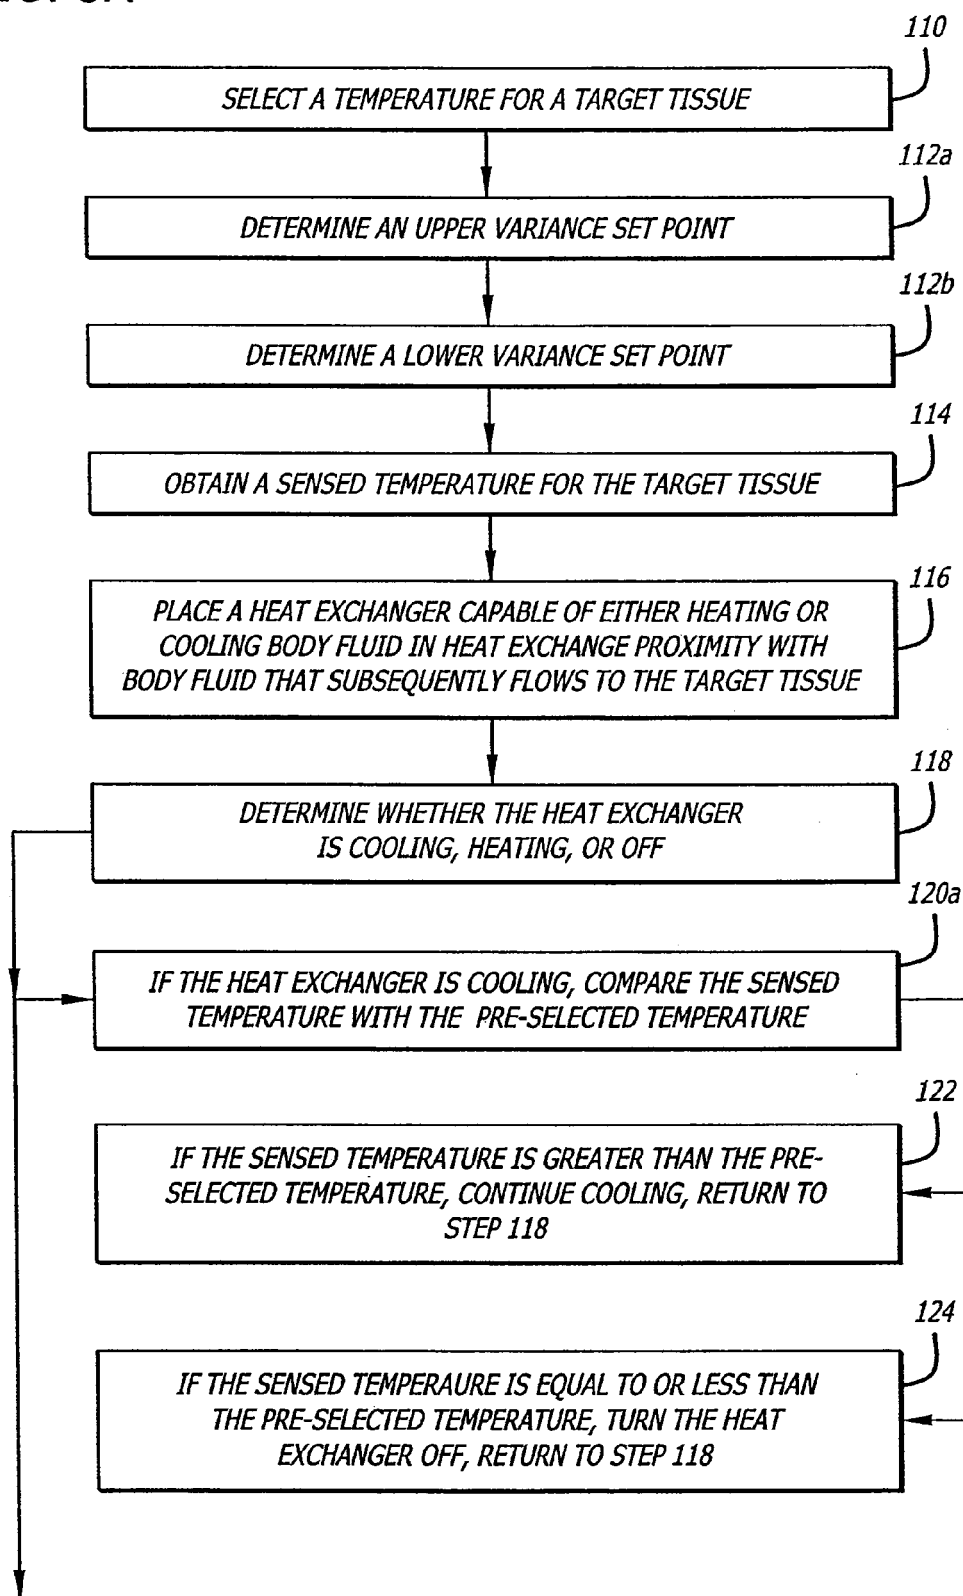 110
SELECT A TEMPERATURE FOR A TARGET TISSUE
112a
DETERMINE AN UPPER VARIANCE SET POINT
112b
DETERMINE A LOWER VARIANCE SET POINT
114
OBTAIN A SENSED TEMPERATURE FOR THE TARGET TISSUE
116
PLACE A HEAT EXCHANGER CAPABLE OF EITHER HEATING OR
COOLING BODY FLUID IN HEAT EXCHANGE PROXIMITY WITH
BODY FLUID THAT SUBSEQUENTLY FLOWS TO THE TARGET TISSUE
118
DETERMINE WHETHER THE HEAT EXCHANGER
IS COOLING, HEATING, OR OFF
120a
IF THE HEAT EXCHANGER IS COOLING, COMPARE THE SENSED
TEMPERATURE WITH THE PRE-SELECTED TEMPERATURE
122
IF THE SENSED TEMPERATURE IS GREATER THAN THE PRE-
SELECTED TEMPERATURE, CONTINUE COOLING, RETURN TO
STEP 118
124
IF THE SENSED TEMPERAURE IS EQUAL TO OR LESS THAN
THE PRE-SELECTED TEMPERATURE, TURN THE HEAT
EXCHANGER OFF, RETURN TO STEP 118